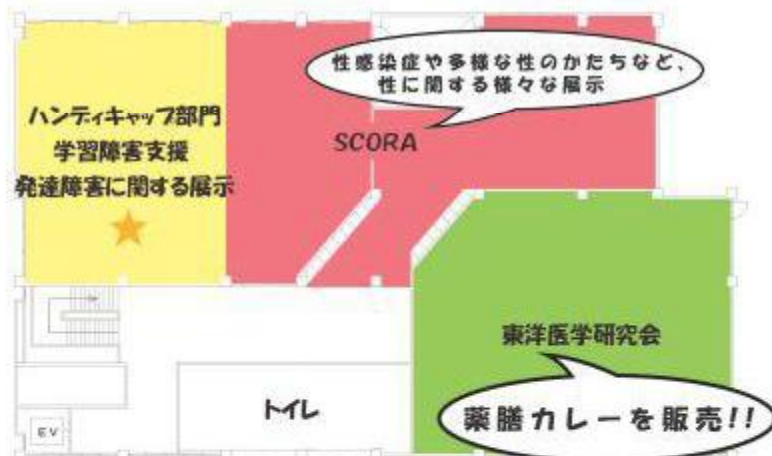 性感染症や多様な性のかたちなど、
性に関する様々な展示
ハンディキャップ部門
学習障害支援
発達障害に関する展示
SCORA
東洋医学研究会
薬膳カレーを販売!!
トイレ
EV